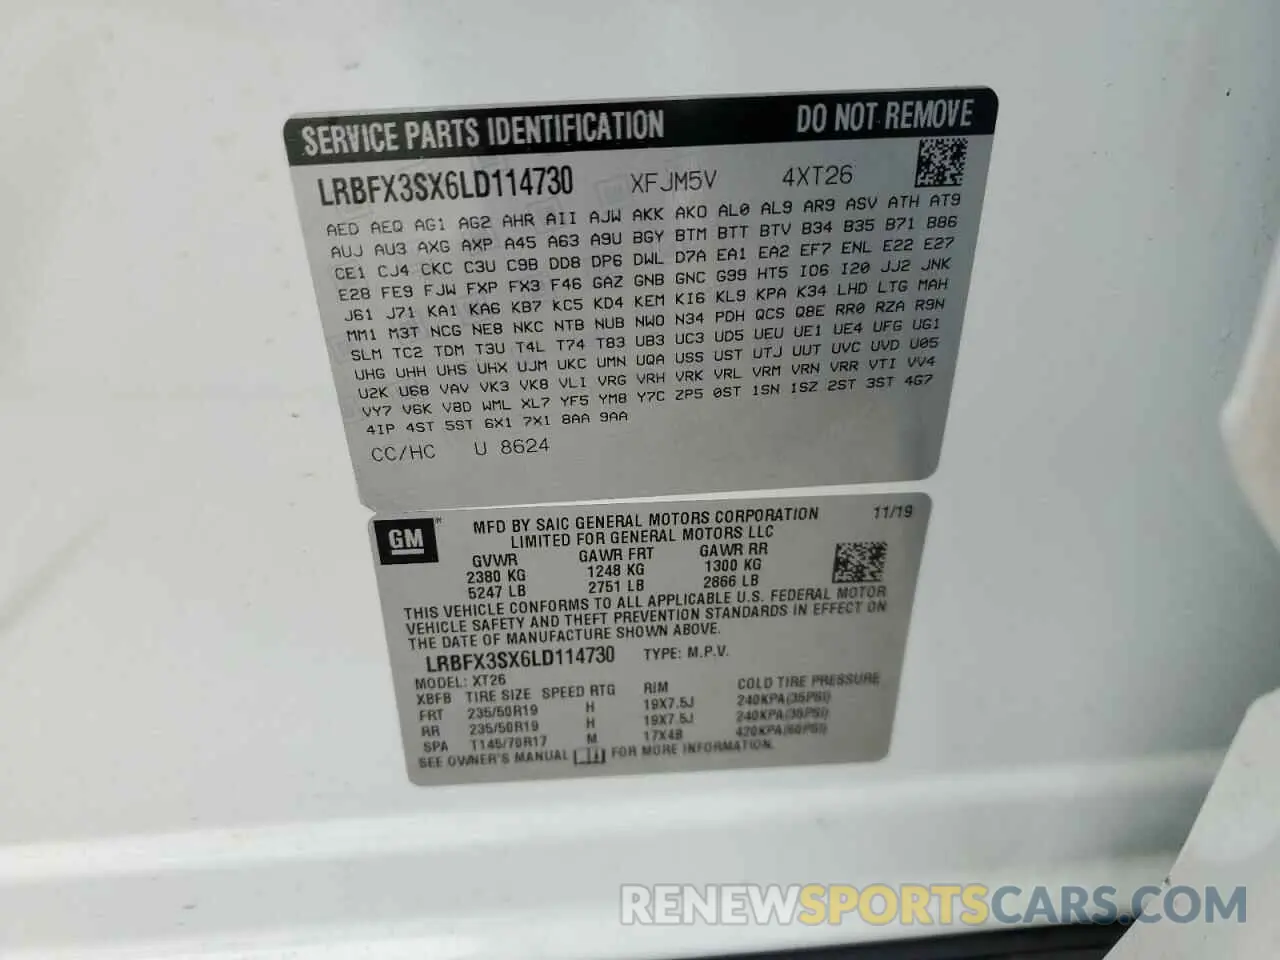 SERVICE PARTS IDENTIFICATION DO NOT REMOVE
LRBFX3SX6LD114730 XFJM5V 4XT26
AED AEQ AG1 AG2 AHR AII AJW AKK AKO AL0 AL9 AR9 ASV ATH AT9
AUJ AU3 AXG AXP A45 A63 A9U BGY BTM BTT BTV B34 B35 B71 B86
CE1 CJ4 CKC C3U C9B DD8 DP6 DWL D7A EA1 EA2 EF7 ENL E22 E27
E28 FE9 FJW FXP FX3 F46 GAZ GNB GNC G99 HT5 IO6 I20 JJ2 JNK
J61 J71 KA1 KA6 KB7 KC5 KD4 KEM KI6 KL9 KPA K34 LHD LTG MAH
MM1 M3T NCG NE8 NKC NTB NUB NWO N34 PDH QCS Q8E RR0 RZA R9N
SLM TC2 TDM T3U T4L T74 T83 UB3 UC3 UD5 UEU UE1 UE4 UFG UG1
UHG UHH UHS UHX UJM UKC UMN UQA USS UST UTJ UUT UVC UVD U05
U2K U68 VAV VK3 VK8 VLI VRG VRH VRK VRL VRM VRN VRR VTI VV4
VY7 V6K V8D WML XL7 YF5 YM8 Y7C ZP5 0ST 1SN 1SZ 2ST 3ST 4G7
4IP 4ST 5ST 6X1 7X1 8AA 9AA
CC/HC U 8624
GM MFD BY SAIC GENERAL MOTORS CORPORATION 11/19
LIMITED FOR GENERAL MOTORS LLC
GVWR GAWR FRT GAWR RR
2380 KG 1248 KG 1300 KG
5247 LB 2751 LB 2866 LB
THIS VEHICLE CONFORMS TO ALL APPLICABLE U.S. FEDERAL MOTOR
VEHICLE SAFETY AND THEFT PREVENTION STANDARDS IN EFFECT ON
THE DATE OF MANUFACTURE SHOWN ABOVE.
LRBFX3SX6LD114730 TYPE: M.P.V.
MODEL: XT26
XBFB TIRE SIZE SPEED RTG RIM COLD TIRE PRESSURE
FRT 235/50R19 H 19X7.5J 240KPA(35PSI)
RR 235/50R19 H 19X7.5J 240KPA(35PSI)
SPA T145/70R17 M 17X4B 420KPA(60PSI)
SEE OWNER'S MANUAL FOR MORE INFORMATION.
RENEWSPORTSCARS.COM